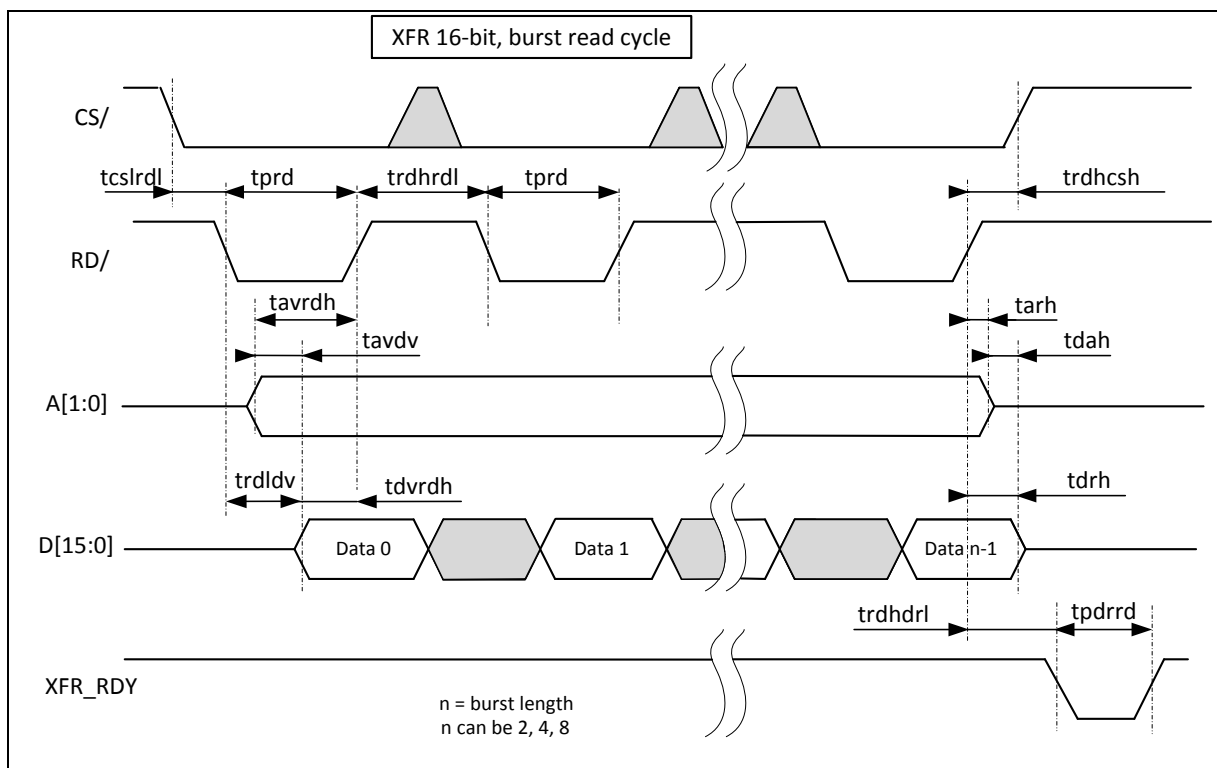 XFR 16-bit, burst read cycle
CS/
tcslrdl
tprd
trdhrdl
tprd
trdhcsh
RD/
tavrdh
tarh
tavdv
tdah
A[1:0]
trdldv
tdvrdh
tdrh
D[15:0]
Data 0
Data 1
Data n-1
trdhdrl
tpdrrd
XFR_RDY
n = burst length
n can be 2, 4, 8